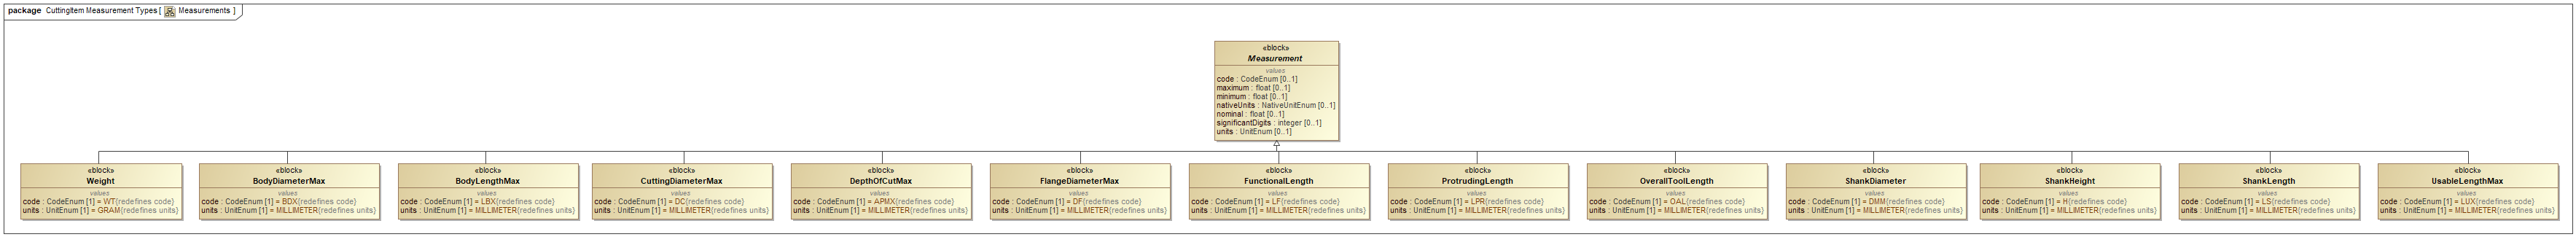 package CuttingItem Measurement Types [ Measurements ]
«block»
Measurement
values
code : CodeEnum [0..1]
maximum : float [0..1]
minimum : float [0..1]
nativeUnits : NativeUnitEnum [0..1]
nominal : float [0..1]
significantDigits : integer [0..1]
units : UnitEnum [0..1]
«block»
Weight
values
code : CodeEnum [1] = WT{redefines code}
units : UnitEnum [1] = GRAM{redefines units}
«block»
BodyDiameterMax
values
code : CodeEnum [1] = BDX{redefines code}
units : UnitEnum [1] = MILLIMETER{redefines units}
«block»
BodyLengthMax
values
code : CodeEnum [1] = LBX{redefines code}
units : UnitEnum [1] = MILLIMETER{redefines units}
«block»
CuttingDiameterMax
values
code : CodeEnum [1] = DC{redefines code}
units : UnitEnum [1] = MILLIMETER{redefines units}
«block»
DepthOfCutMax
values
code : CodeEnum [1] = APMX{redefines code}
units : UnitEnum [1] = MILLIMETER{redefines units}
«block»
FlangeDiameterMax
values
code : CodeEnum [1] = DF{redefines code}
units : UnitEnum [1] = MILLIMETER{redefines units}
«block»
FunctionalLength
values
code : CodeEnum [1] = LF{redefines code}
units : UnitEnum [1] = MILLIMETER{redefines units}
«block»
ProtrudingLength
values
code : CodeEnum [1] = LPR{redefines code}
units : UnitEnum [1] = MILLIMETER{redefines units}
«block»
OverallToolLength
values
code : CodeEnum [1] = OAL{redefines code}
units : UnitEnum [1] = MILLIMETER{redefines units}
«block»
ShankDiameter
values
code : CodeEnum [1] = DMM{redefines code}
units : UnitEnum [1] = MILLIMETER{redefines units}
«block»
ShankHeight
values
code : CodeEnum [1] = H{redefines code}
units : UnitEnum [1] = MILLIMETER{redefines units}
«block»
ShankLength
values
code : CodeEnum [1] = LS{redefines code}
units : UnitEnum [1] = MILLIMETER{redefines units}
«block»
UsableLengthMax
values
code : CodeEnum [1] = LUX{redefines code}
units : UnitEnum [1] = MILLIMETER{redefines units}